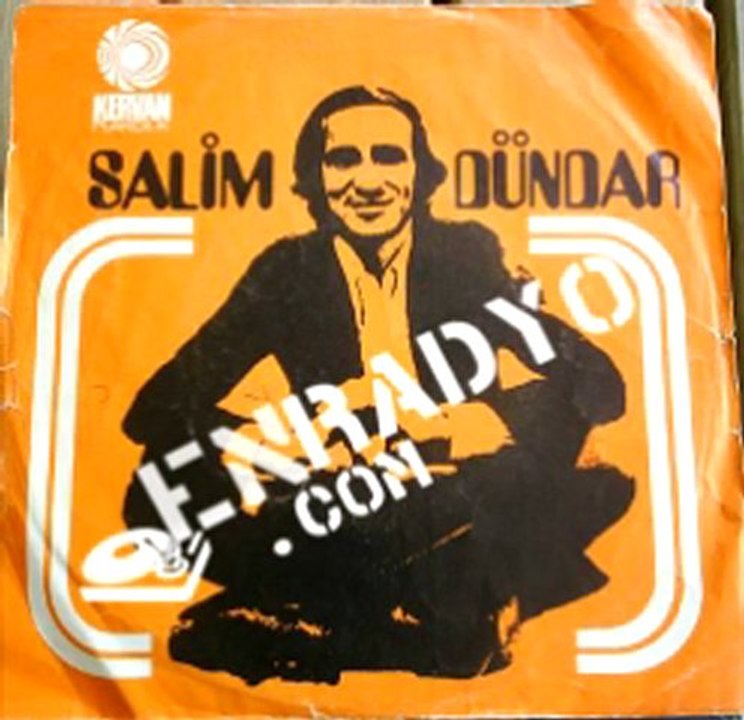 KERVAN
PLAKÇILIK
SALİM DÜNDAR
ENRADYO
.COM